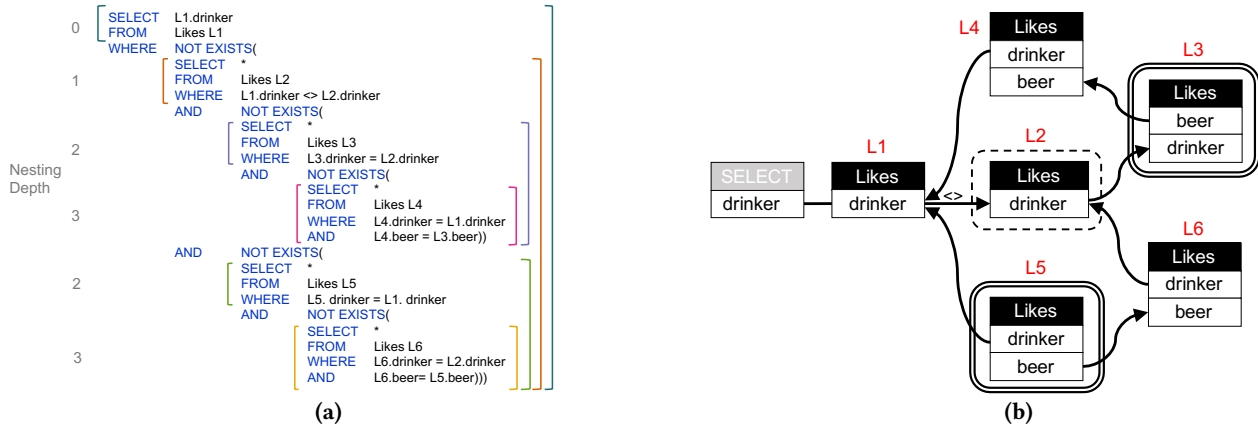 0
SELECT L1.drinker
FROM Likes L1
WHERE NOT EXISTS(
1
SELECT *
FROM Likes L2
WHERE L1.drinker <> L2.drinker
AND NOT EXISTS(
2
SELECT *
FROM Likes L3
WHERE L3.drinker = L2.drinker
AND NOT EXISTS(
Nesting
Depth
3
SELECT *
FROM Likes L4
WHERE L4.drinker = L1.drinker
AND L4.beer = L3.beer))
AND NOT EXISTS(
2
SELECT *
FROM Likes L5
WHERE L5. drinker = L1. drinker
AND NOT EXISTS(
3
SELECT *
FROM Likes L6
WHERE L6.drinker = L2.drinker
AND L6.beer= L5.beer)))
(a)
SELECT
drinker
L1
Likes
drinker
<>
L4
Likes
drinker
beer
L2
Likes
drinker
L3
Likes
beer
drinker
L5
Likes
drinker
beer
L6
Likes
drinker
beer
(b)